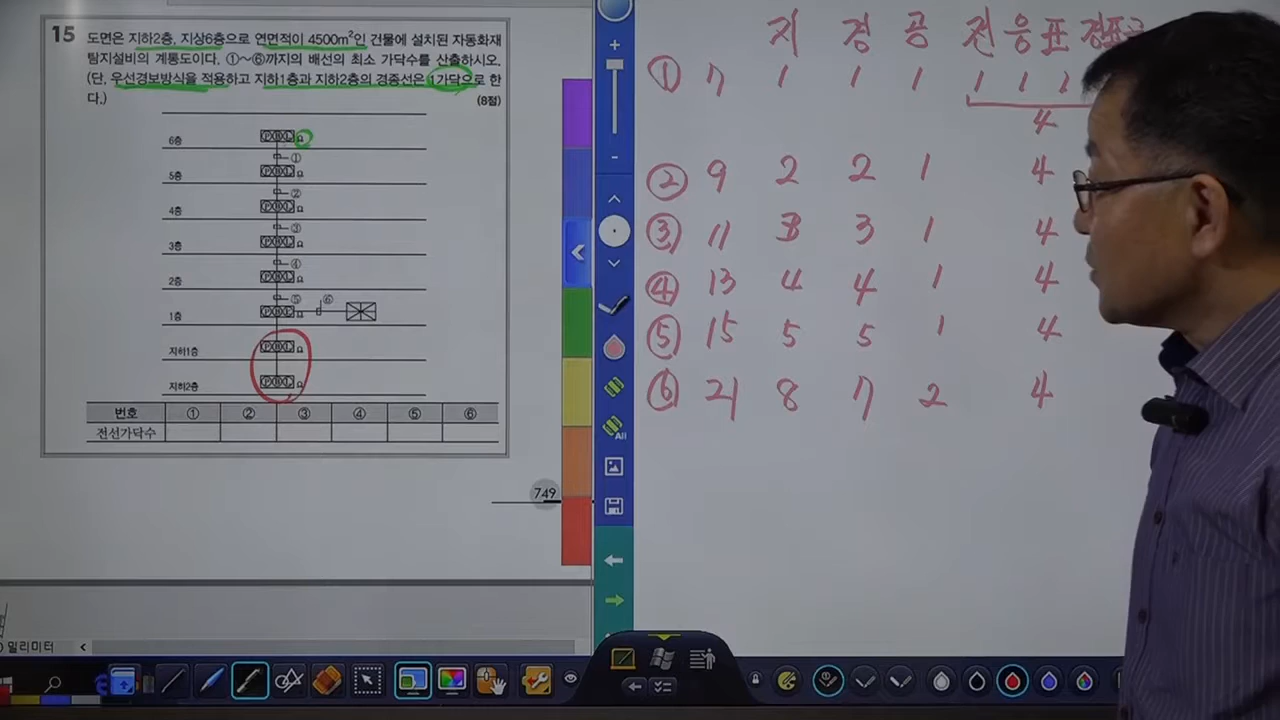 15 도면은 지하2층, 지상6층으로 연면적이 4500m²인 건물에 설치된 자동화재
탐지설비의 계통도이다. ①~⑥까지의 배선의 최소 가닥수를 산출하시오.
(단, 우선경보방식을 적용하고 지하1층과 지하2층의 경종선은 1가닥으로 한
다.)
(8점)
6층
①
5층
②
4층
③
3층
④
2층
⑤ ⑥
1층
지하1층
지하2층
번호 ① ② ③ ④ ⑤ ⑥
전선가닥수
749
밀리미터
All
지 경 공 전 응 표
① 7 1 1 1 1 1 1
4
② 9 2 2 1 4
③ 11 3 3 1 4
④ 13 4 4 1 4
⑤ 15 5 5 1 4
⑥ 21 8 7 2 4